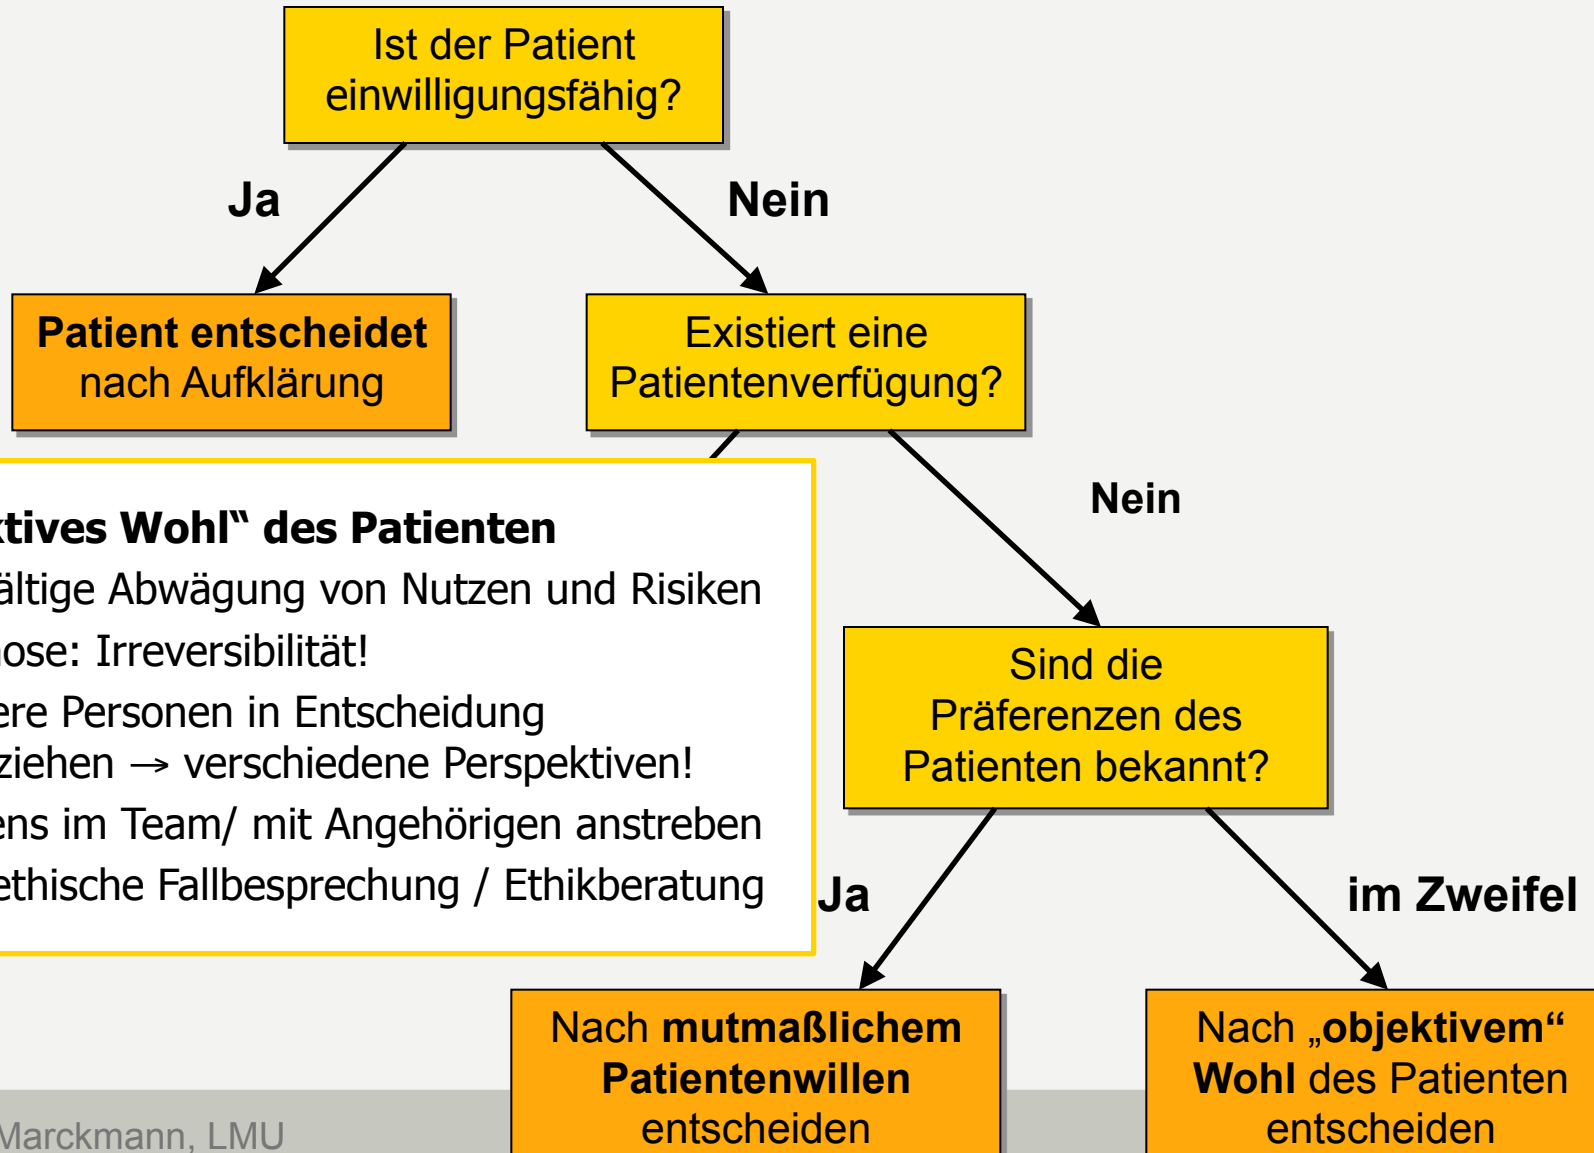 Ist der Patient
einwilligungsfähig?
Ja
Nein
Patient entscheidet
nach Aufklärung
Existiert eine
Patientenverfügung?
Nein
ktives Wohl“ des Patienten
ältige Abwägung von Nutzen und Risiken
nose: Irreversibilität!
ere Personen in Entscheidung
ziehen → verschiedene Perspektiven!
ens im Team/ mit Angehörigen anstreben
ethische Fallbesprechung / Ethikberatung
Sind die
Präferenzen des
Patienten bekannt?
Ja
im Zweifel
Nach mutmaßlichem
Patientenwillen
entscheiden
Nach „objektivem“
Wohl des Patienten
entscheiden
Marckmann, LMU